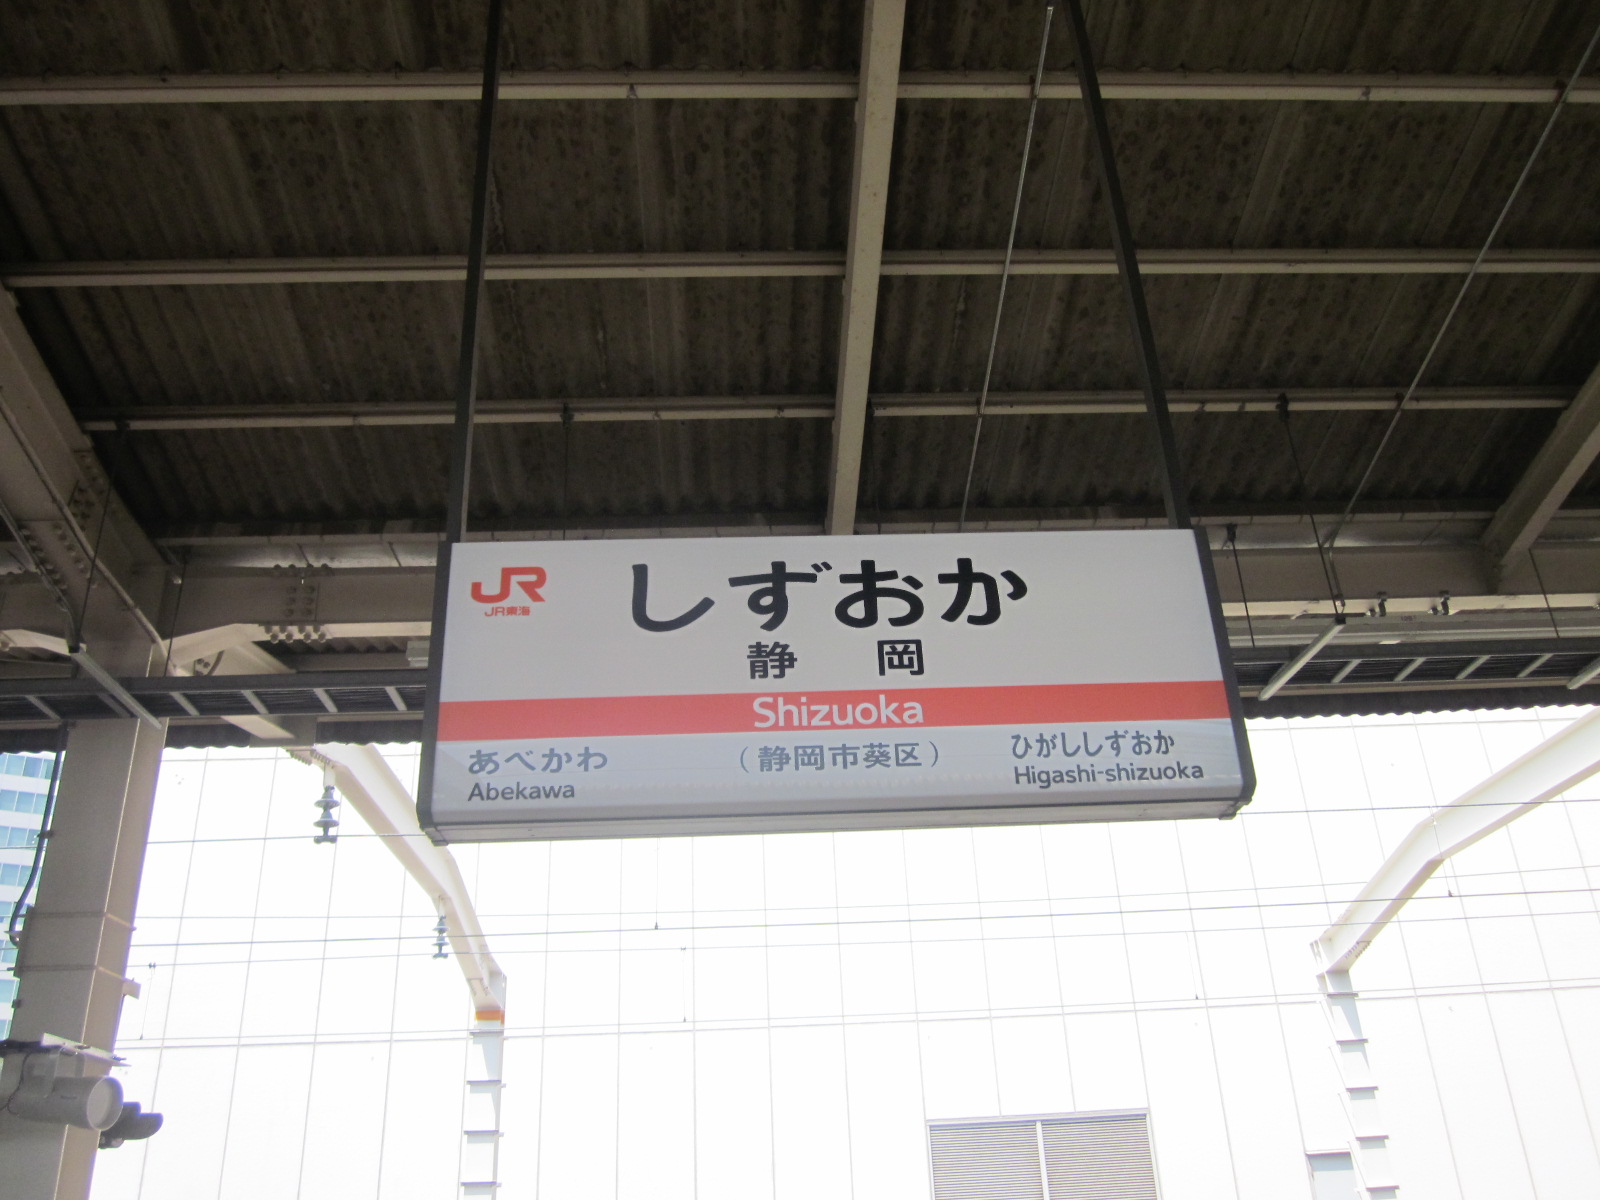 JR
JR東海
しずおか
静岡
Shizuoka
あべかわ
Abekawa
(静岡市葵区)
ひがししずおか
Higashi-shizuoka